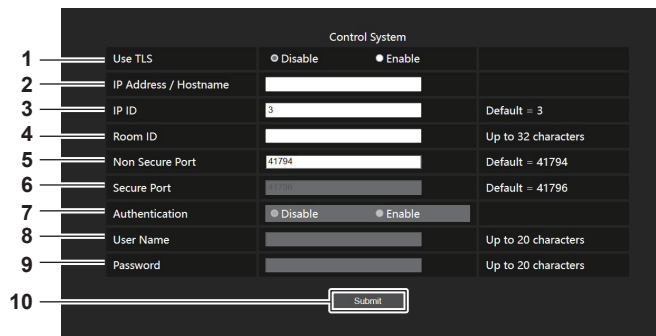 Control System
1 Use TLS Disable Enable
2 IP Address / Hostname
3 IP ID 3 Default = 3
4 Room ID Up to 32 characters
5 Non Secure Port 41794 Default = 41794
6 Secure Port 41796 Default = 41796
7 Authentication Disable Enable
8 User Name Up to 20 characters
9 Password Up to 20 characters
10 Submit